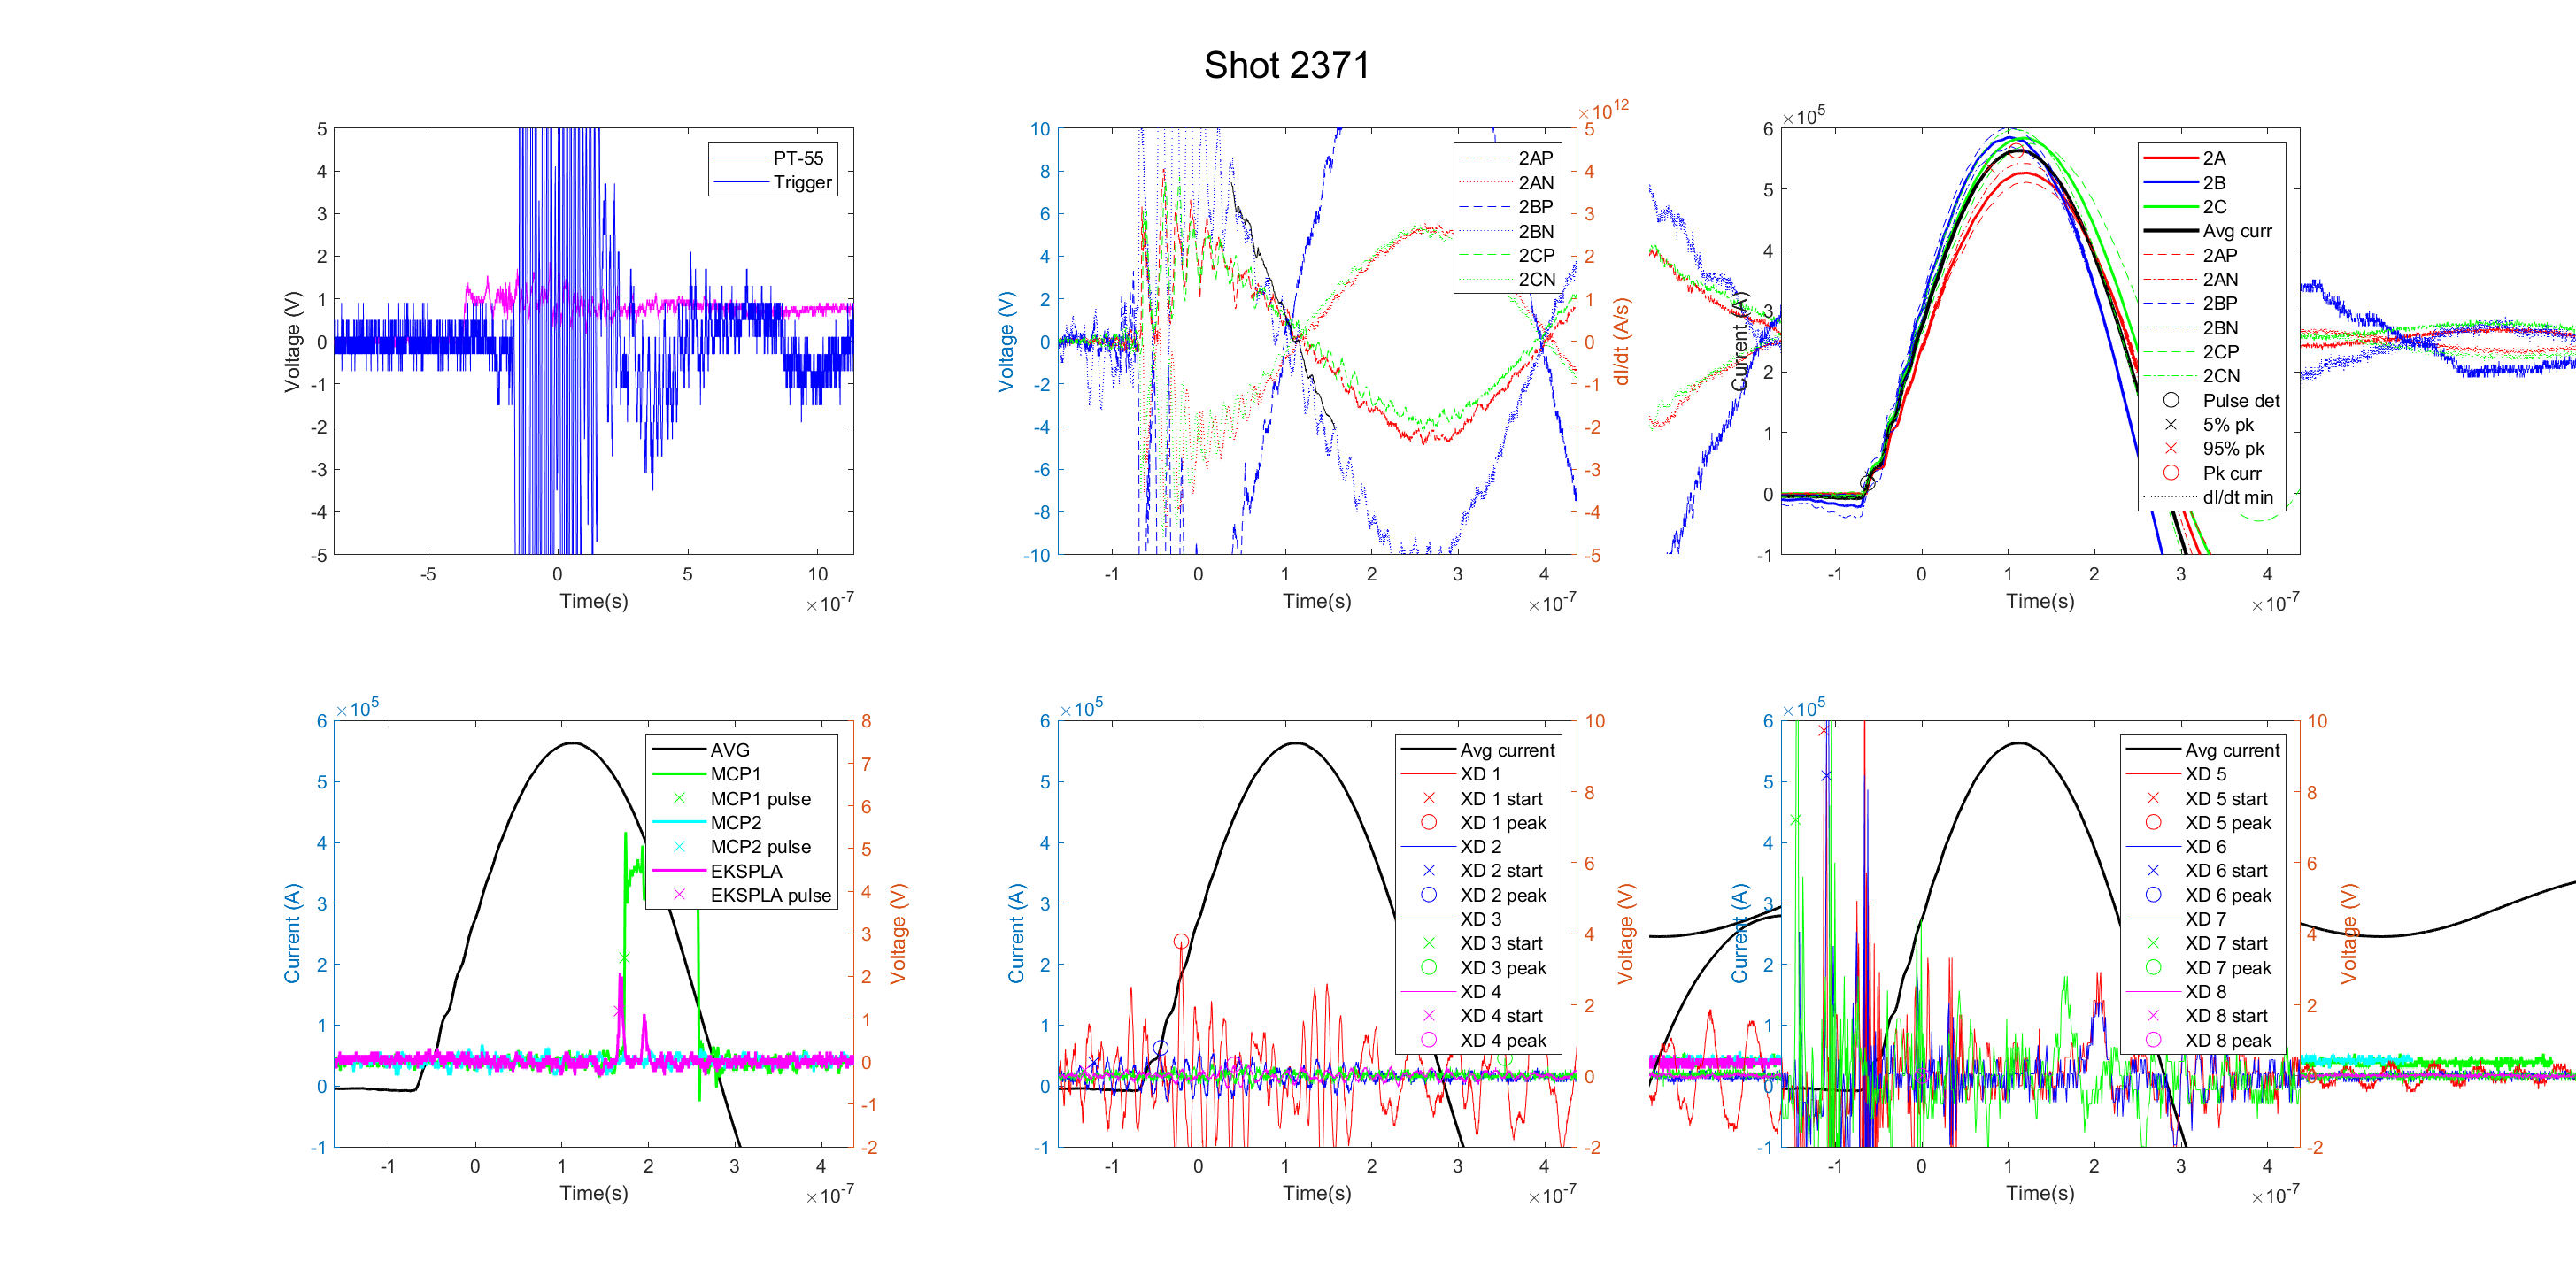 Shot 2371
5
4
3
2
1
0
-1
-2
-3
-4
-5
Voltage (V)
PT-55
Trigger
-5 0 5 10
Time(s)
×10-7
10
8
6
4
2
0
-2
-4
-6
-8
-10
Voltage (V)
×1012
5
4
3
2
1
0
-1
-2
-3
-4
-5
dI/dt (A/s)
2AP
2AN
2BP
2BN
2CP
2CN
-1 0 1 2 3 4
Time(s)
×10-7
×105
6
5
4
3
2
1
0
-1
Current (A)
2A
2B
2C
Avg curr
2AP
2AN
2BP
2BN
2CP
2CN
Pulse det
5% pk
95% pk
Pk curr
dI/dt min
-1 0 1 2 3 4
Time(s)
×10-7
×105
6
5
4
3
2
1
0
-1
Current (A)
8
7
6
5
4
3
2
1
0
-1
-2
Voltage (V)
AVG
MCP1
MCP1 pulse
MCP2
MCP2 pulse
EKSPLA
EKSPLA pulse
-1 0 1 2 3 4
Time(s)
×10-7
×105
6
5
4
3
2
1
0
-1
Current (A)
10
8
6
4
2
0
-2
Voltage (V)
Avg current
XD 1
XD 1 start
XD 1 peak
XD 2
XD 2 start
XD 2 peak
XD 3
XD 3 start
XD 3 peak
XD 4
XD 4 start
XD 4 peak
-1 0 1 2 3 4
Time(s)
×10-7
×105
6
5
4
3
2
1
0
-1
Current (A)
10
8
6
4
2
0
-2
Voltage (V)
Avg current
XD 5
XD 5 start
XD 5 peak
XD 6
XD 6 start
XD 6 peak
XD 7
XD 7 start
XD 7 peak
XD 8
XD 8 start
XD 8 peak
-1 0 1 2 3 4
Time(s)
×10-7